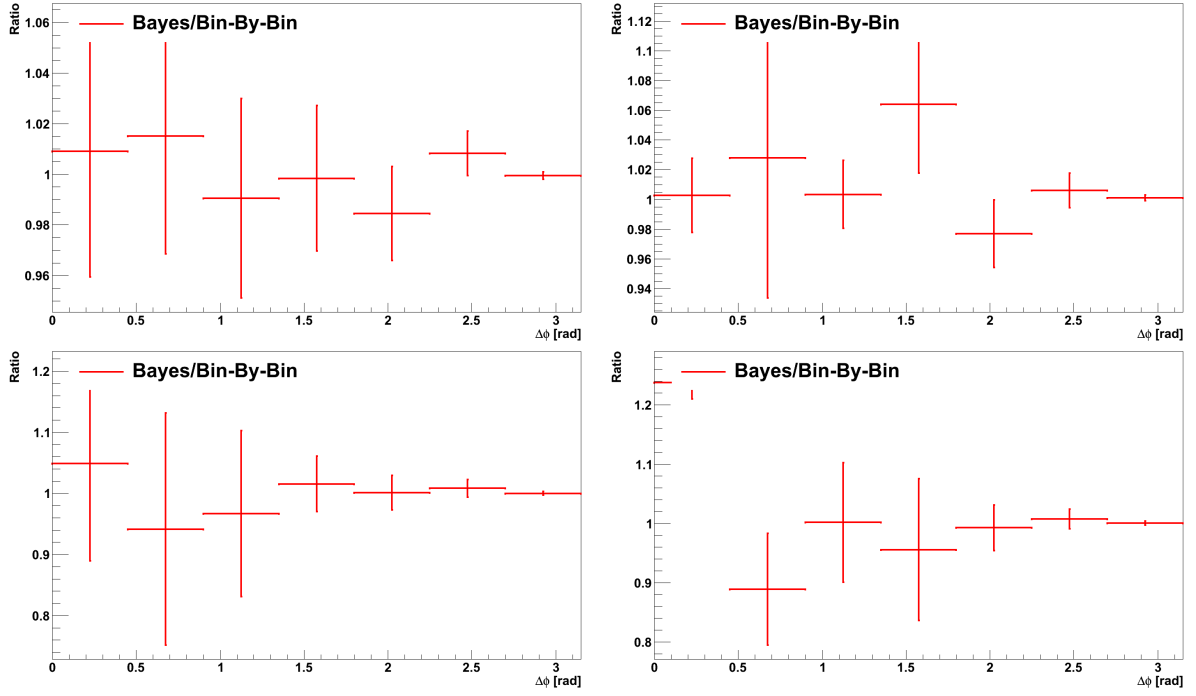 Ratio
Bayes/Bin-By-Bin
1.06
1.04
1.02
1
0.98
0.96
0 0.5 1 1.5 2 2.5 3
Δϕ [rad]
Ratio
Bayes/Bin-By-Bin
1.12
1.1
1.08
1.06
1.04
1.02
1
0.98
0.96
0.94
0 0.5 1 1.5 2 2.5 3
Δϕ [rad]
Ratio
Bayes/Bin-By-Bin
1.2
1.1
1
0.9
0.8
0 0.5 1 1.5 2 2.5 3
Δϕ [rad]
Ratio
Bayes/Bin-By-Bin
1.2
1.1
1
0.9
0.8
0 0.5 1 1.5 2 2.5 3
Δϕ [rad]